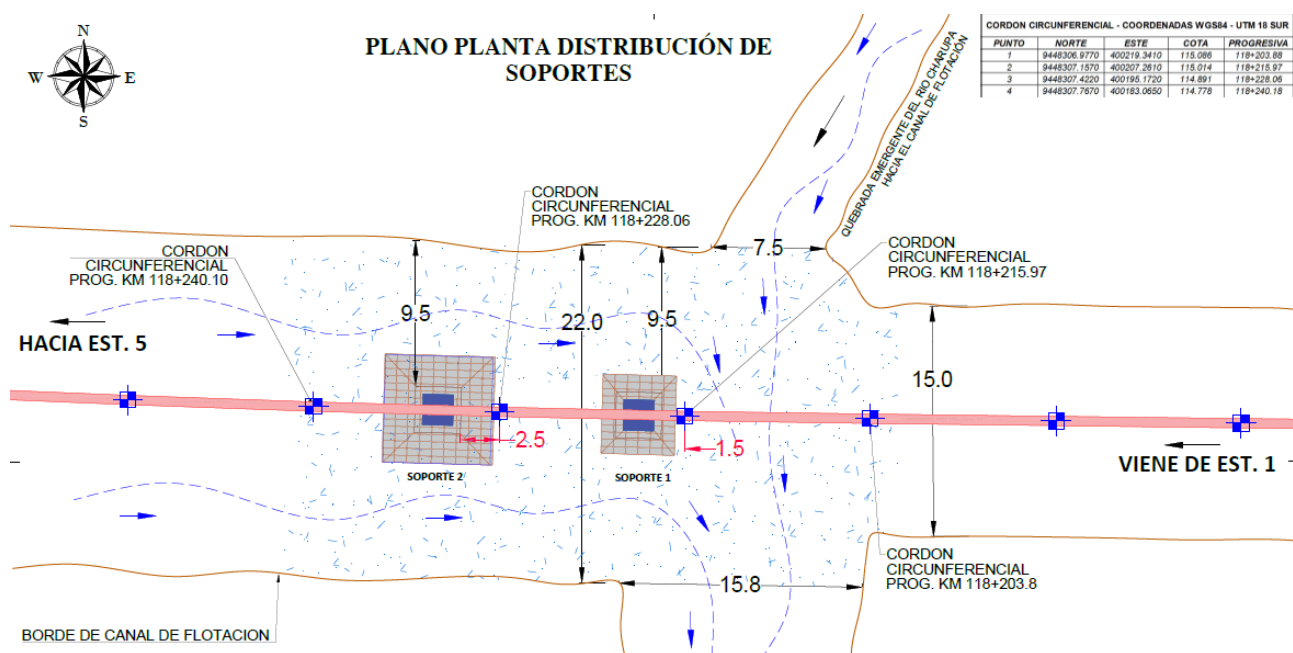 N
W E
S
PLANO PLANTA DISTRIBUCIÓN DE
SOPORTES
CORDON CIRCUNFERENCIAL - COORDENADAS WGS84 - UTM 18 SUR
PUNTO NORTE ESTE COTA PROGRESIVA
1 9448306.9770 400219.3410 115.086 118+203.88
2 9448307.1570 400207.2610 115.014 118+215.97
3 9448307.4220 400195.1720 114.891 118+228.06
4 9448307.7670 400183.0650 114.778 118+240.18
QUEBRADA EMERGENTE DEL RIO CHARUPA
HACIA EL CANAL DE FLOTACIÓN
CORDON
CIRCUNFERENCIAL
PROG. KM 118+228.06
CORDON
CIRCUNFERENCIAL
PROG. KM 118+240.10
7.5
CORDON
CIRCUNFERENCIAL
PROG. KM 118+215.97
9.5
22.0
9.5
HACIA EST. 5
15.0
2.5
1.5
VIENE DE EST. 1
SOPORTE 2
SOPORTE 1
CORDON
CIRCUNFERENCIAL
PROG. KM 118+203.8
15.8
BORDE DE CANAL DE FLOTACION